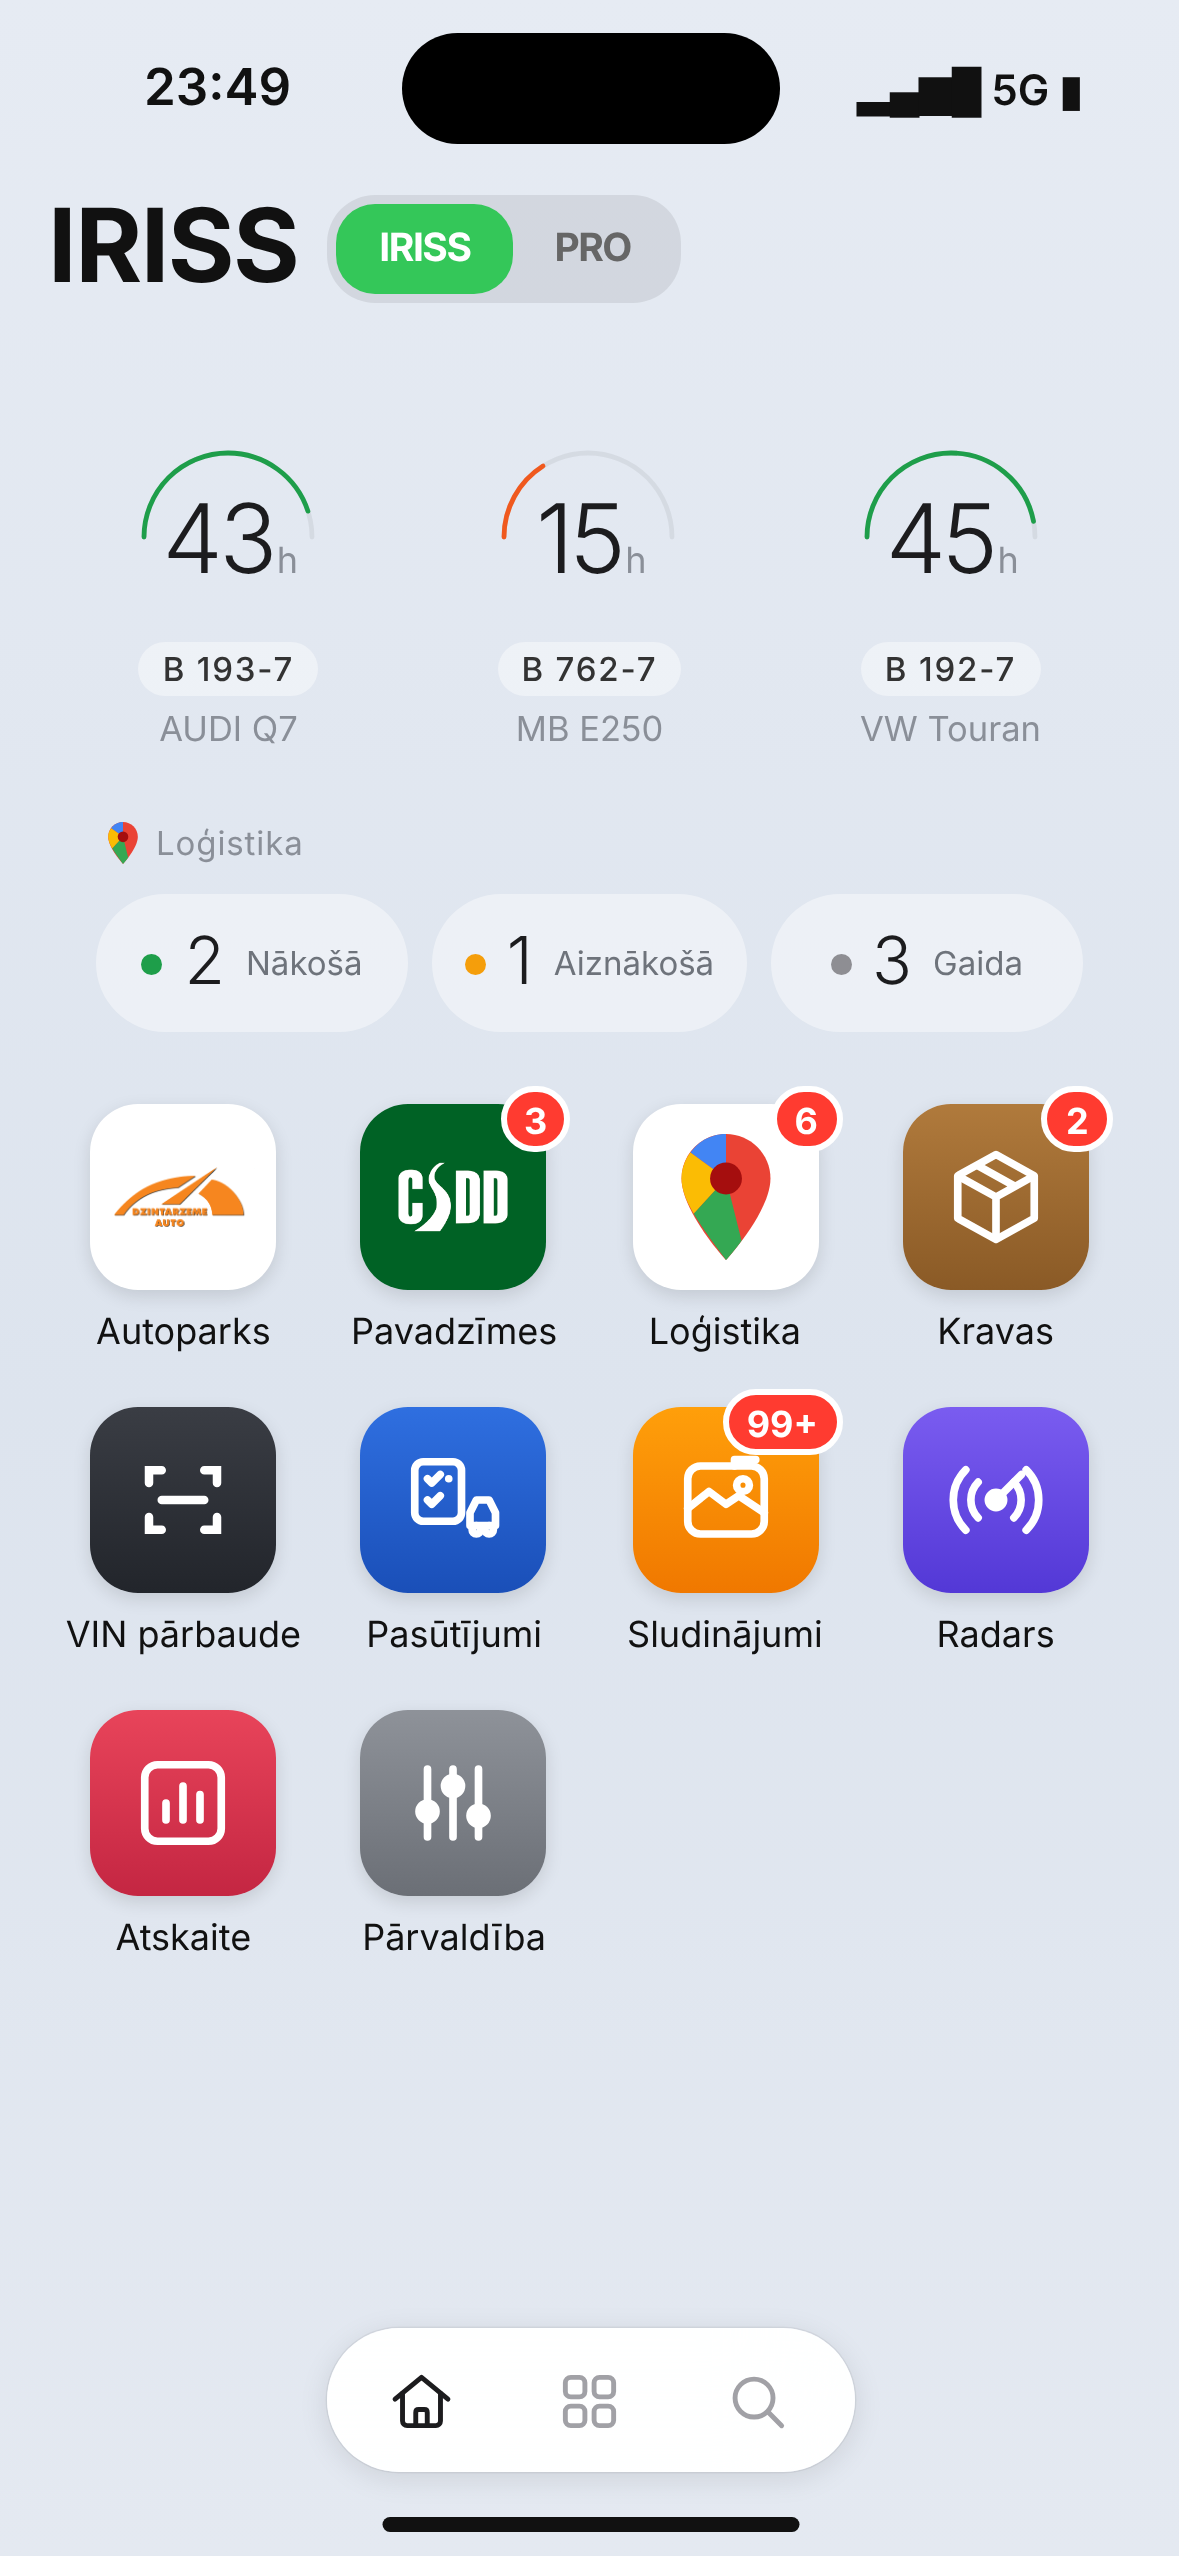 23:49 5G
IRISS IRISS PRO
43h 15h 45h
B 193-7 B 762-7 B 192-7
AUDI Q7 MB E250 VW Touran
Loģistika
2 Nākošā 1 Aiznākošā 3 Gaida
3 6 2
DZINTARZEME
AUTO
CSDD
Autoparks Pavadzīmes Loģistika Kravas
99+
VIN pārbaude Pasūtījumi Sludinājumi Radars
Atskaite Pārvaldība